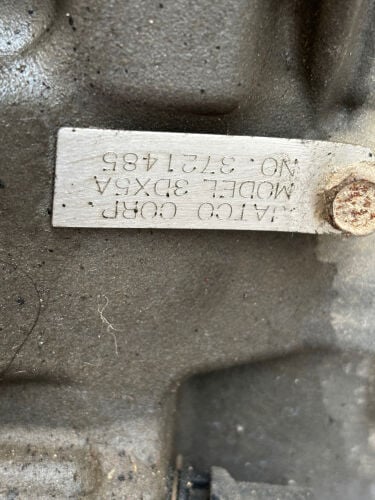 JATCO CORP
MODEL 3DX5A
NO. 3721485